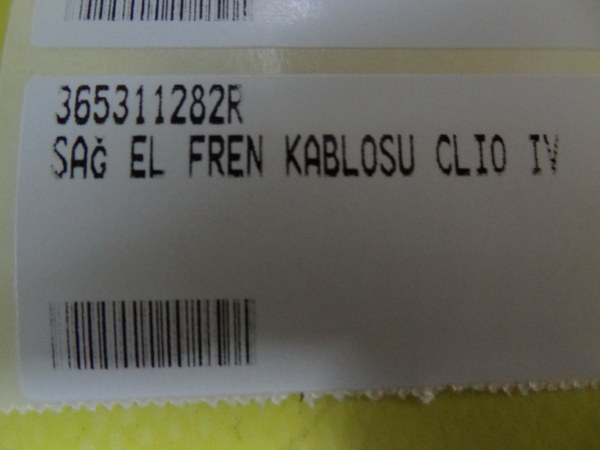 365311282R
SAğ EL FREN KABLOSU CLIO IV